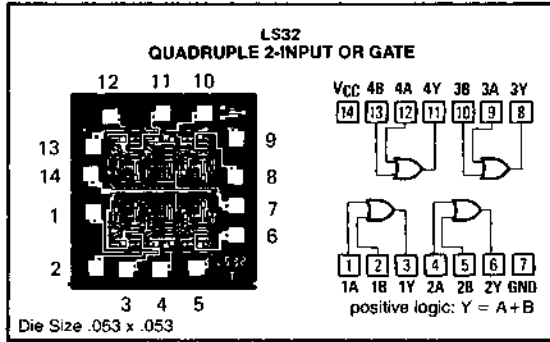 LS32
QUADRUPLE 2-INPUT OR GATE
12 11 10
13
14
1
2
3 4 5
9
8
7
6
LS32
T
Die Size .053 x .053
VCC 4B 4A 4Y 3B 3A 3Y
14 13 12 11 10 9 8
1 2 3 4 5 6 7
1A 1B 1Y 2A 2B 2Y GND
positive logic: Y = A+B